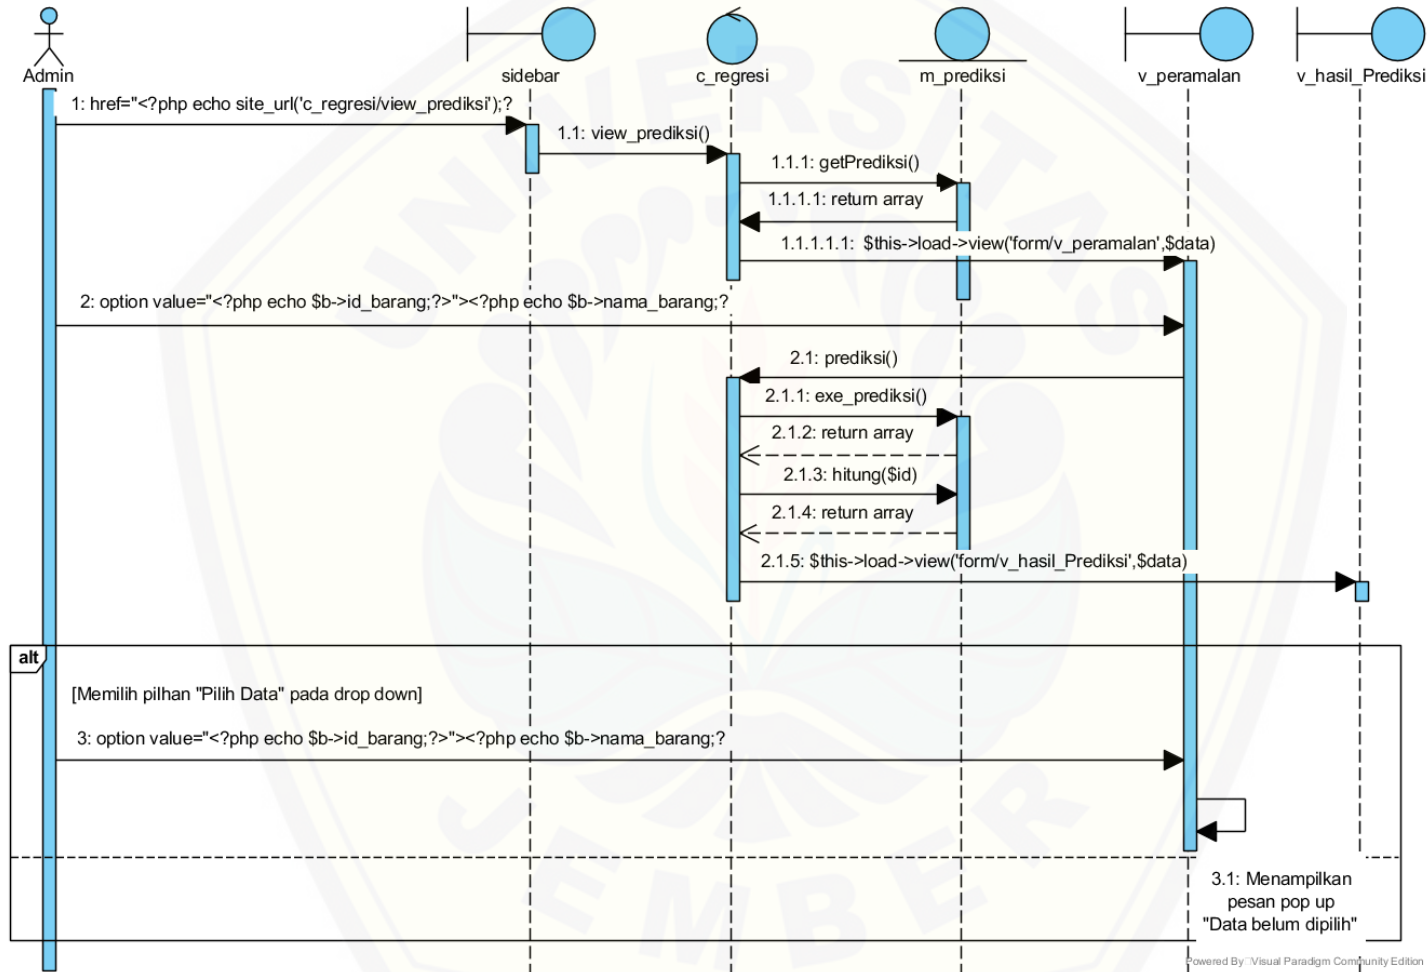 Admin
sidebar
c_regresi
m_prediksi
v_peramalan
v_hasil_Prediksi
1: href="<?php echo site_url('c_regresi/view_prediksi');?
1.1: view_prediksi()
1.1.1: getPrediksi()
1.1.1.1: return array
1.1.1.1.1:  $this->load->view('form/v_peramalan',$data)
2: option value="<?php echo $b->id_barang;?>"><?php echo $b->nama_barang;?
2.1: prediksi()
2.1.1: exe_prediksi()
2.1.2: return array
2.1.3: hitung($id)
2.1.4: return array
2.1.5: $this->load->view('form/v_hasil_Prediksi',$data)
alt
[Memilih pilhan "Pilih Data" pada drop down]
3: option value="<?php echo $b->id_barang;?>"><?php echo $b->nama_barang;?
3.1: Menampilkan
pesan pop up
"Data belum dipilih"
Powered By Visual Paradigm Community Edition
UNIVERSITAS
JEMBER